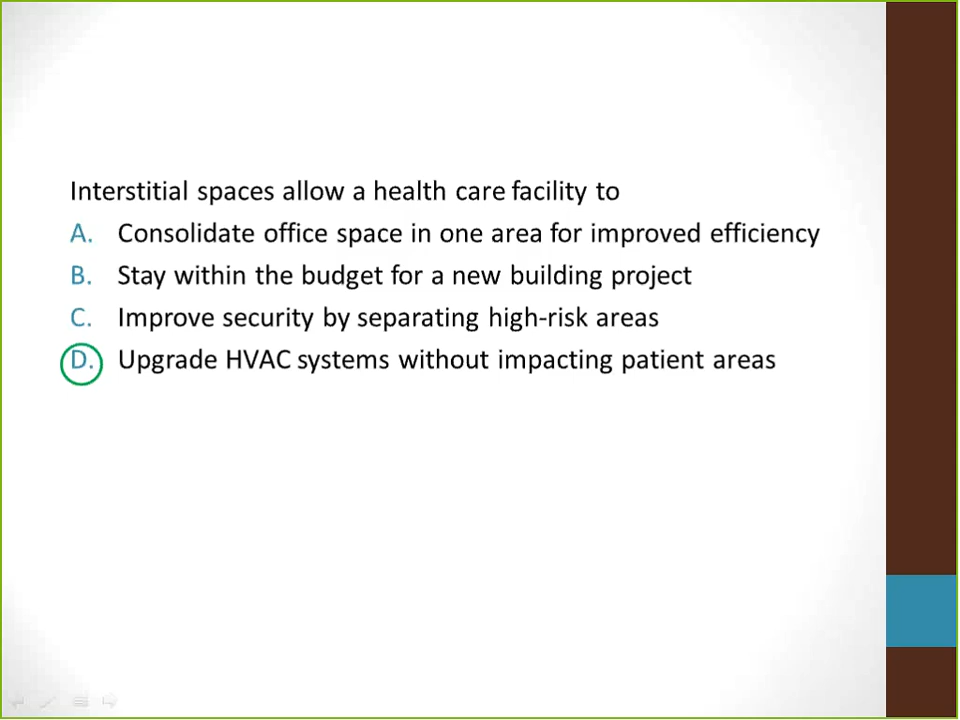 Interstitial spaces allow a health care facility to
A. Consolidate office space in one area for improved efficiency
B. Stay within the budget for a new building project
C. Improve security by separating high-risk areas
D. Upgrade HVAC systems without impacting patient areas